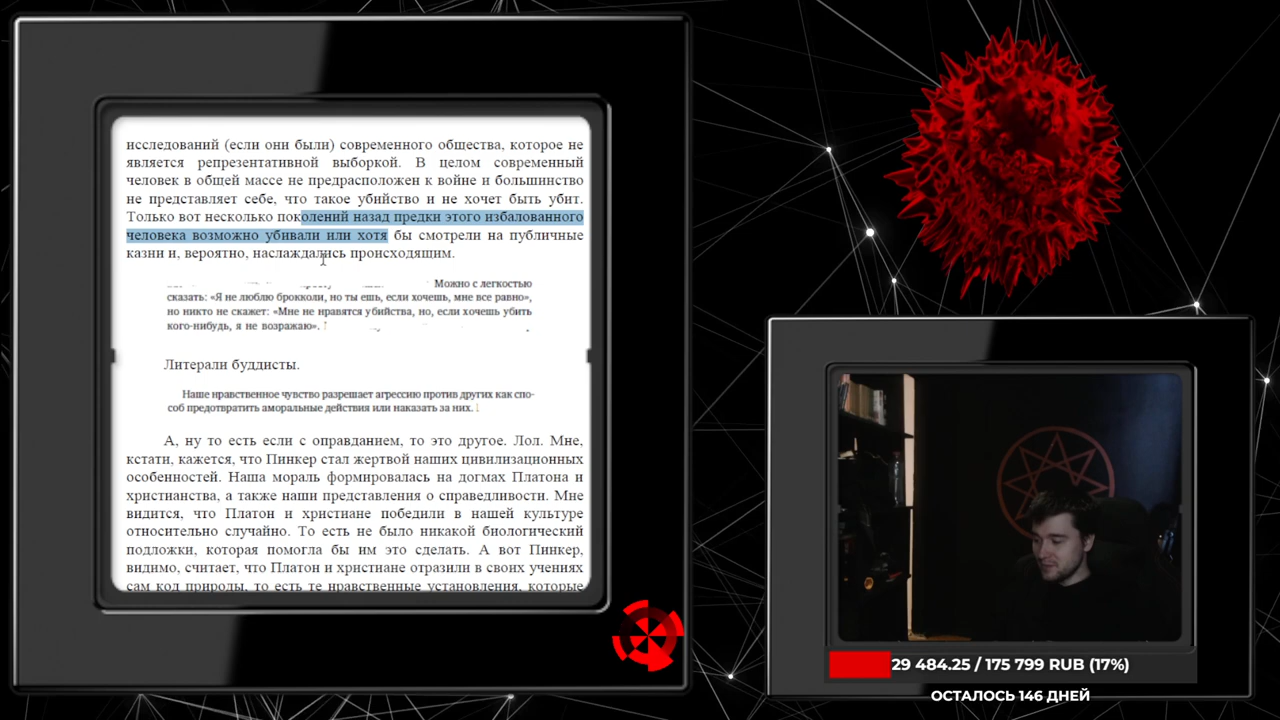 исследований (если они были) современного общества, которое не
является репрезентативной выборкой. В целом современный
человек в общей массе не предрасположен к войне и большинство
не представляет себе, что такое убийство и не хочет быть убит.
Только вот несколько поколений назад предки этого избалованного
человека возможно убивали или хотя бы смотрели на публичные
казни и, вероятно, наслаждались происходящим.
Можно с легкостью
сказать: «Я не люблю брокколи, но ты ешь, если хочешь, мне все равно»,
но никто не скажет: «Мне не нравятся убийства, но, если хочешь убить
кого-нибудь, я не возражаю».
Литерали буддисты.
Наше нравственное чувство разрешает агрессию против других как спо-
соб предотвратить аморальные действия или наказать за них.
А, ну то есть если с оправданием, то это другое. Лол. Мне,
кстати, кажется, что Пинкер стал жертвой наших цивилизационных
особенностей. Наша мораль формировалась на догмах Платона и
христианства, а также наши представления о справедливости. Мне
видится, что Платон и христиане победили в нашей культуре
относительно случайно. То есть не было никакой биологический
подложки, которая помогла бы им это сделать. А вот Пинкер,
видимо, считает, что Платон и христиане отразили в своих учениях
сам код природы, то есть те нравственные установления, которые
29 484.25 / 175 799 RUB (17%)
ОСТАЛОСЬ 146 ДНЕЙ